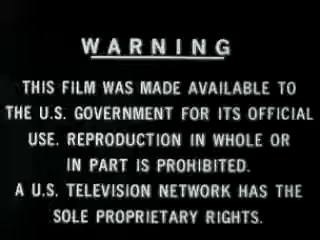 WARNING
THIS FILM WAS MADE AVAILABLE TO
THE U.S. GOVERNMENT FOR ITS OFFICIAL
USE. REPRODUCTION IN WHOLE OR
IN PART IS PROHIBITED.
A U.S. TELEVISION NETWORK HAS THE
SOLE PROPRIETARY RIGHTS.